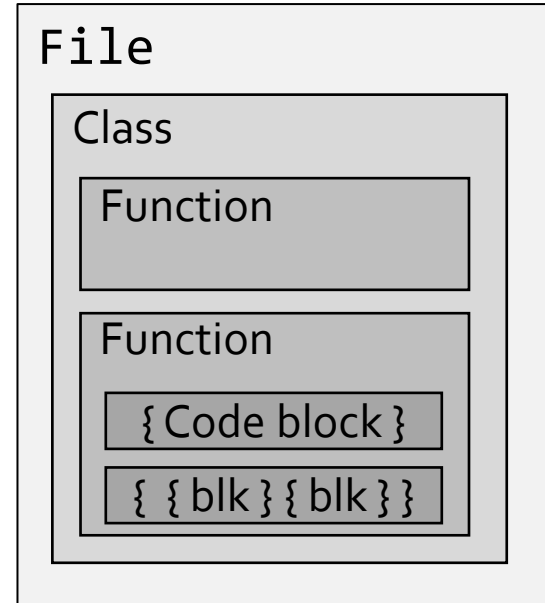 File
Class
Function
Function
{ Code block }
{ { blk } { blk } }